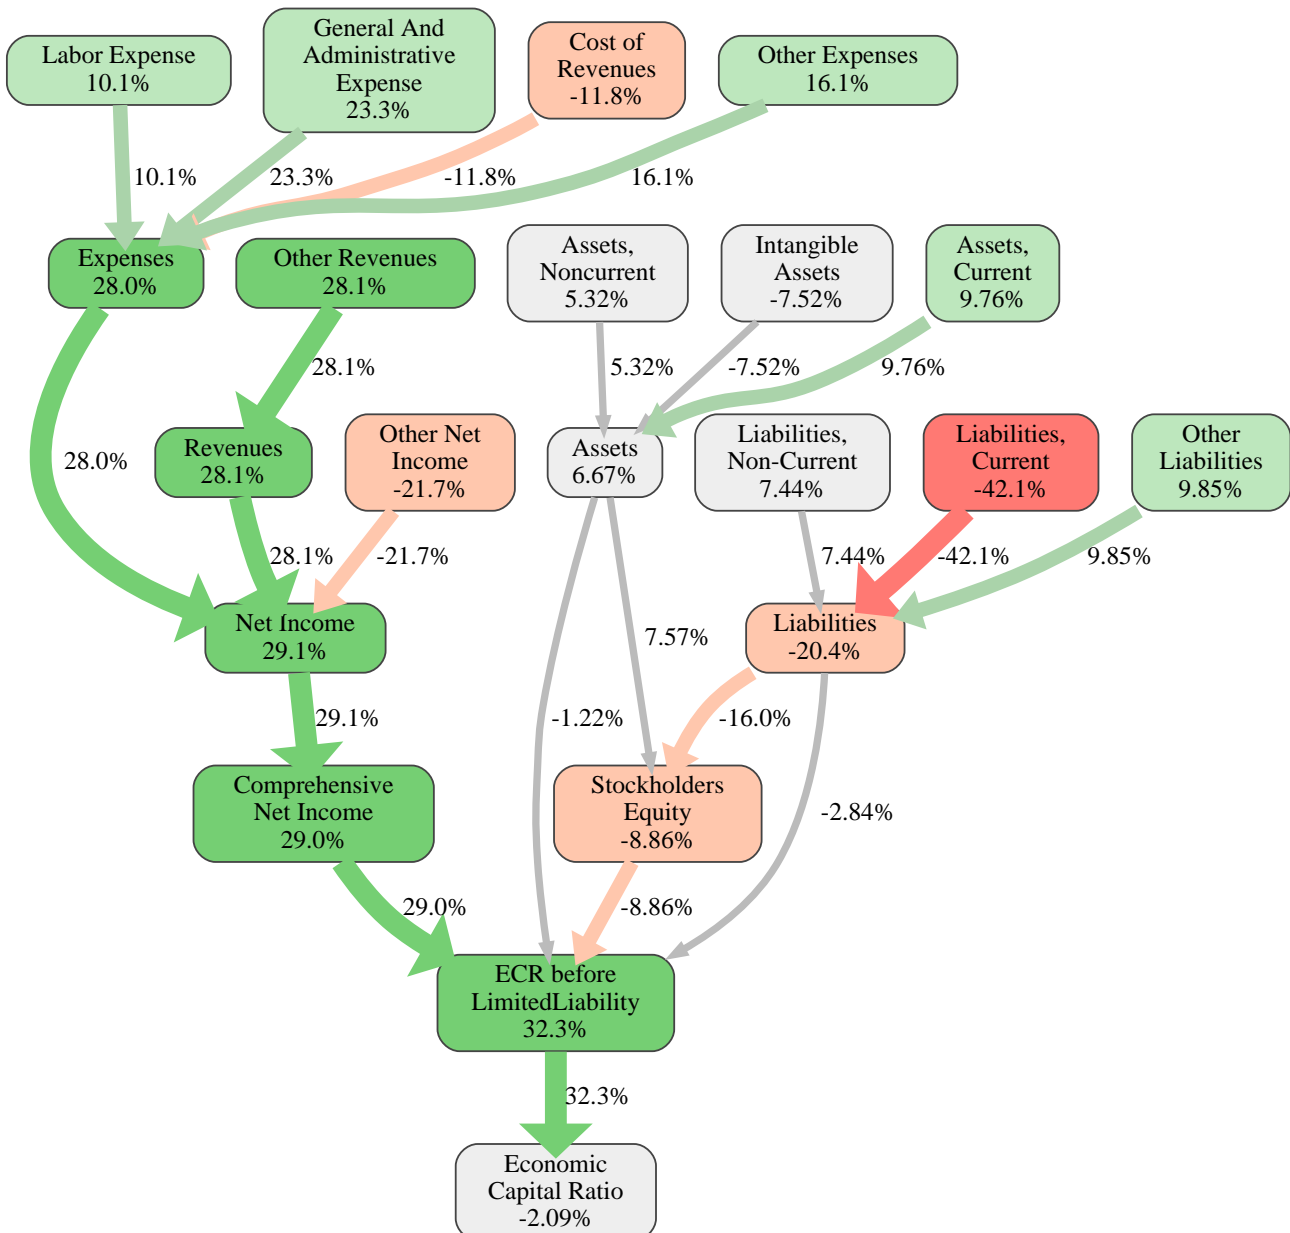 Labor Expense
10.1%
General And
Administrative
Expense
23.3%
Cost of
Revenues
-11.8%
Other Expenses
16.1%
10.1%
23.3%
-11.8%
16.1%
Expenses
28.0%
Other Revenues
28.1%
Assets,
Noncurrent
5.32%
Intangible
Assets
-7.52%
Assets,
Current
9.76%
28.1%
5.32%
-7.52%
9.76%
28.0%
Revenues
28.1%
Other Net
Income
-21.7%
Assets
6.67%
Liabilities,
Non-Current
7.44%
Liabilities,
Current
-42.1%
Other
Liabilities
9.85%
28.1%
-21.7%
7.44%
-42.1%
9.85%
Net Income
29.1%
7.57%
Liabilities
-20.4%
29.1%
-1.22%
-16.0%
Comprehensive
Net Income
29.0%
Stockholders
Equity
-8.86%
-2.84%
29.0%
-8.86%
ECR before
LimitedLiability
32.3%
32.3%
Economic
Capital Ratio
-2.09%